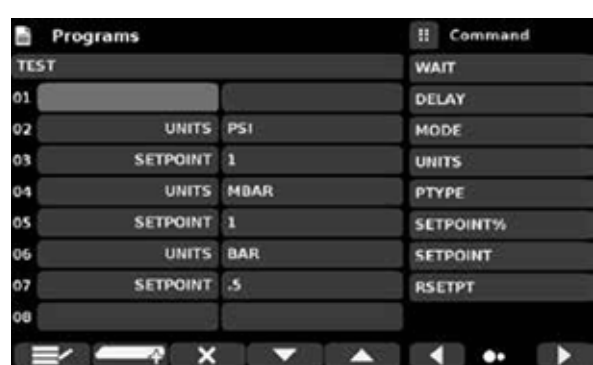 Programs
TEST
01
02 UNITS PSI
03 SETPOINT 1
04 UNITS MBAR
05 SETPOINT 1
06 UNITS BAR
07 SETPOINT .5
08
Command
WAIT
DELAY
MODE
UNITS
PTYPE
SETPOINT%
SETPOINT
RSETPT